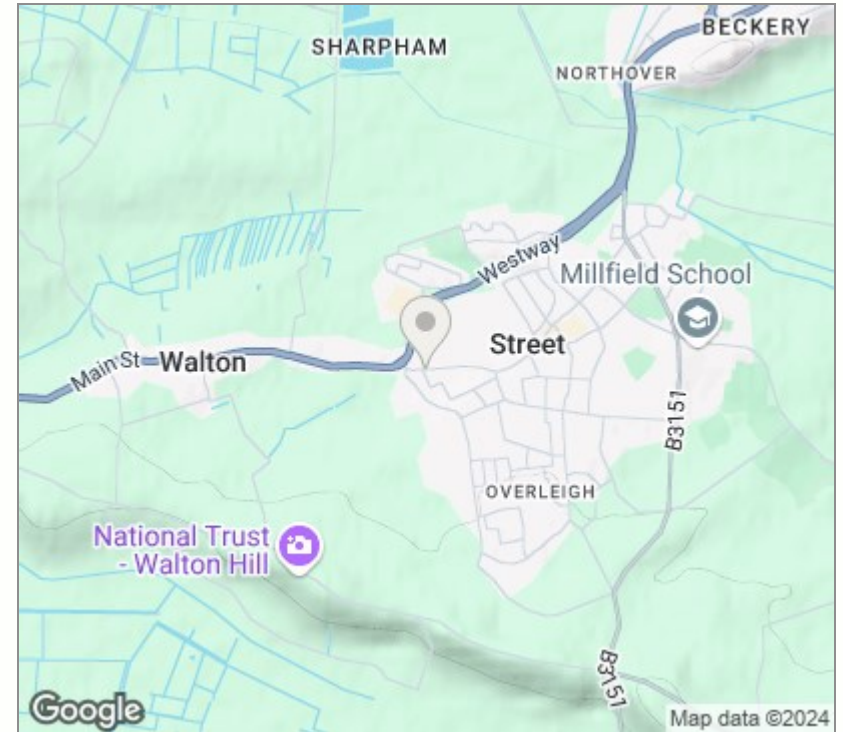 BECKERY
SHARPHAM
NORTHOVER
Westway
Millfield School
Street
Main St
Walton
B3151
OVERLEIGH
National Trust
- Walton Hill
B3151
Google
Map data ©2024